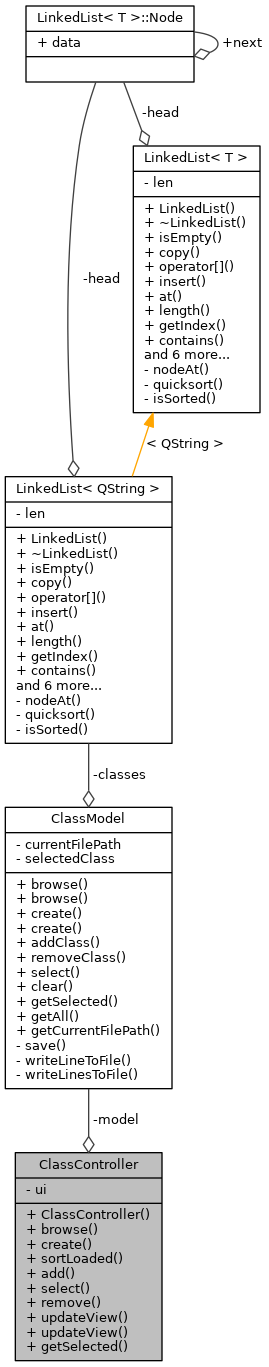 LinkedList< T >::Node
+ data
+next
-head
LinkedList< T >
- len
+ LinkedList()
+ ~LinkedList()
+ isEmpty()
+ copy()
+ operator[]()
+ insert()
+ at()
+ length()
+ getIndex()
+ contains()
and 6 more...
- nodeAt()
- quicksort()
- isSorted()
-head
< QString >
LinkedList< QString >
- len
+ LinkedList()
+ ~LinkedList()
+ isEmpty()
+ copy()
+ operator[]()
+ insert()
+ at()
+ length()
+ getIndex()
+ contains()
and 6 more...
- nodeAt()
- quicksort()
- isSorted()
-classes
ClassModel
- currentFilePath
- selectedClass
+ browse()
+ browse()
+ create()
+ create()
+ addClass()
+ removeClass()
+ select()
+ clear()
+ getSelected()
+ getAll()
+ getCurrentFilePath()
- save()
- writeLineToFile()
- writeLinesToFile()
-model
ClassController
- ui
+ ClassController()
+ browse()
+ create()
+ sortLoaded()
+ add()
+ select()
+ remove()
+ updateView()
+ updateView()
+ getSelected()